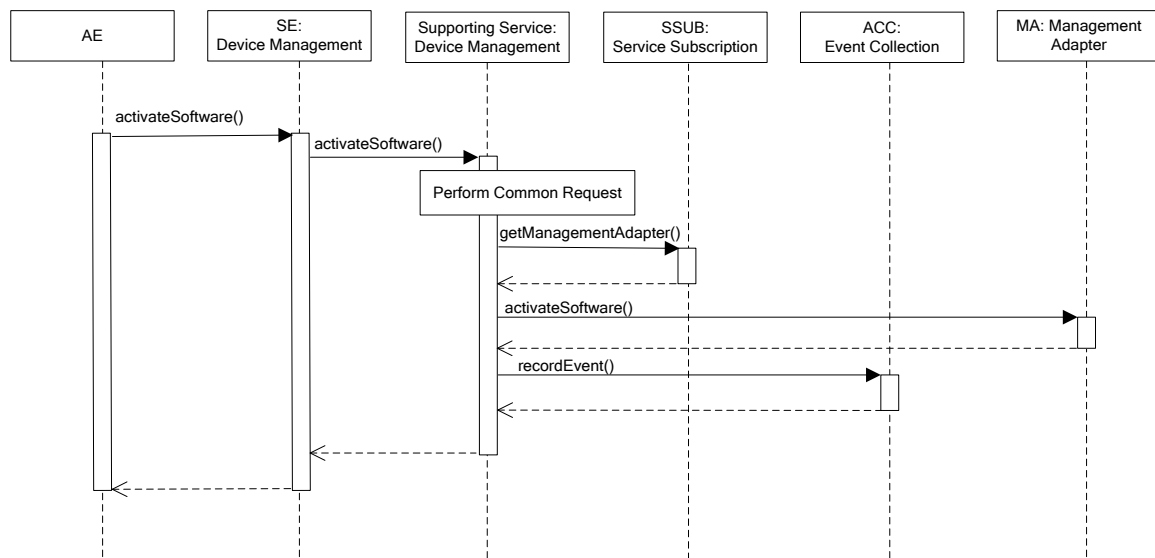 AE
SE:
Device Management
Supporting Service:
Device Management
SSUB:
Service Subscription
ACC:
Event Collection
MA: Management
Adapter
activateSoftware()
activateSoftware()
Perform Common Request
getManagementAdapter()
activateSoftware()
recordEvent()